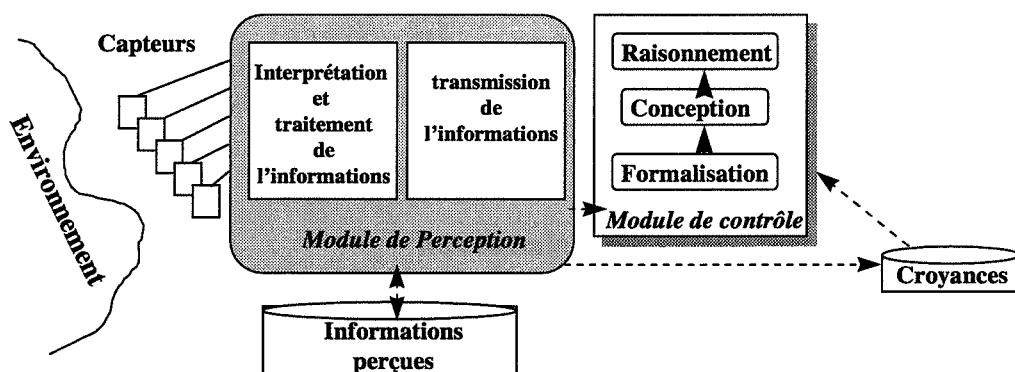 Capteurs
Environnement
Interprétation
et
traitement
de
l'informations
transmission
de
l'informations
Module de Perception
Raisonnement
Conception
Formalisation
Module de contrôle
Croyances
Informations
perçues